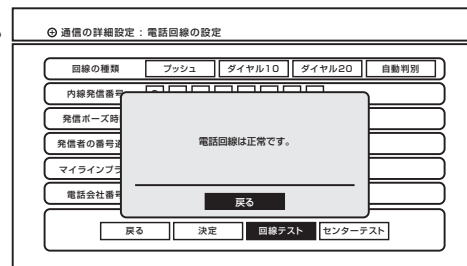 通信の詳細設定：電話回線の設定
回線の種類 プッシュ ダイヤル10 ダイヤル20 自動判別
内線発信番号
発信ポーズ時
発信者の番号通
マイラインプラ
電話会社番号
電話回線は正常です。
戻る
戻る 決定 回線テスト センターテスト